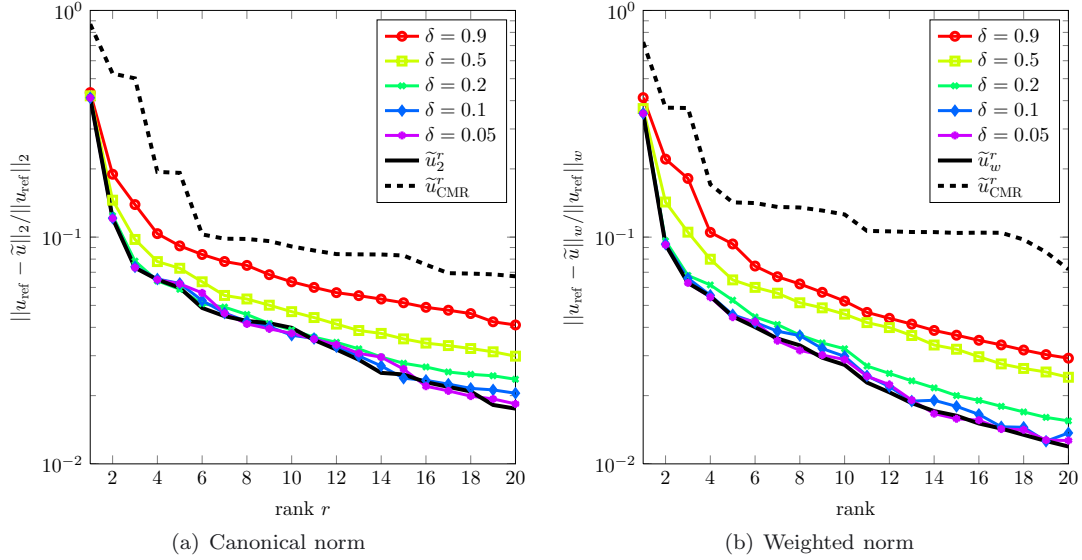 10^0
10^{-1}
10^{-2}
||u_ref − ũ||_2/||u_ref||_2
δ = 0.9
δ = 0.5
δ = 0.2
δ = 0.1
δ = 0.05
ũ_2^r
ũ_CMR^r
2 4 6 8 10 12 14 16 18 20
rank r
(a) Canonical norm
10^0
10^{-1}
10^{-2}
||u_ref − ũ||_w/||u_ref||_w
δ = 0.9
δ = 0.5
δ = 0.2
δ = 0.1
δ = 0.05
ũ_w^r
ũ_CMR^r
2 4 6 8 10 12 14 16 18 20
rank
(b) Weighted norm